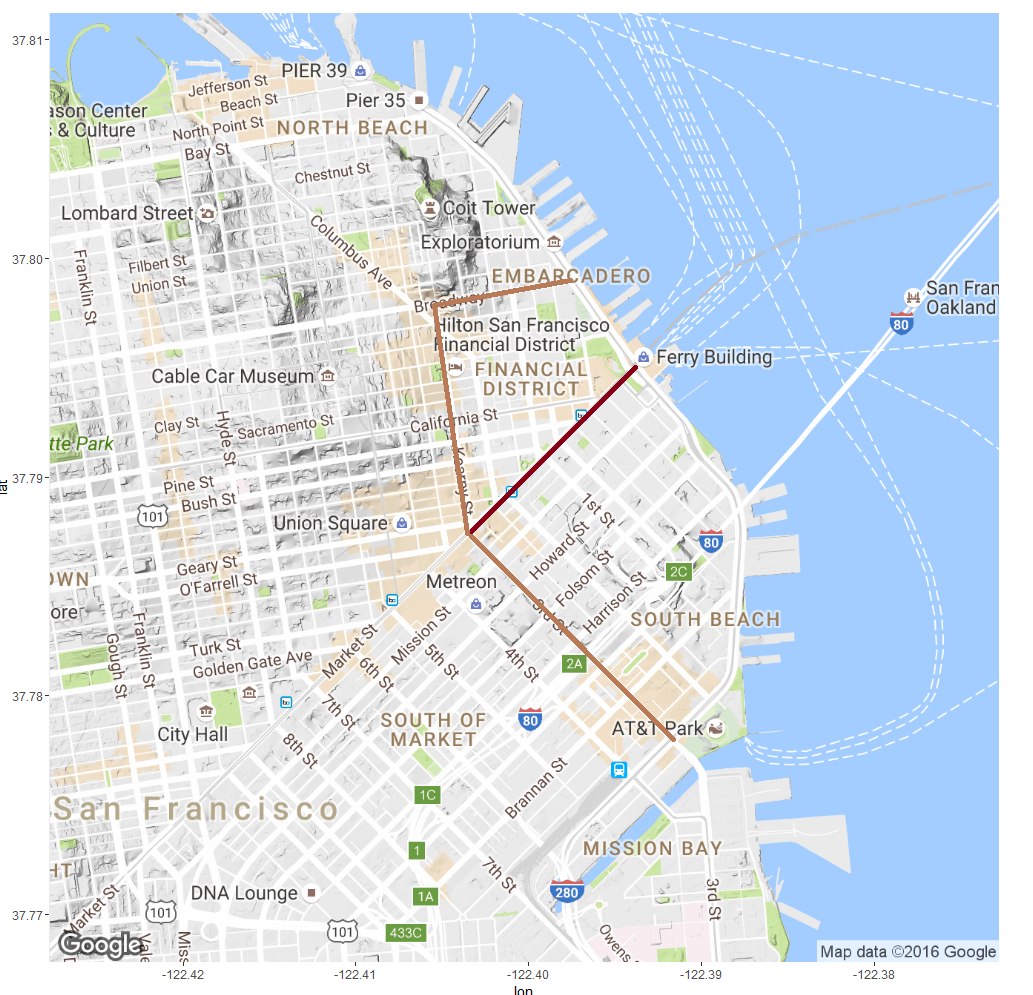 37.81
PIER 39
Jefferson St
Beach St
Pier 35
ason Center
s & Culture
North Point St
NORTH BEACH
Bay St
Chestnut St
Lombard Street
Coit Tower
Columbus Ave
Exploratorium
Franklin St
Filbert St
Union St
37.80
EMBARCADERO
San Fran
Oakland
80
Broadway
Hilton San Francisco
Financial District
Ferry Building
FINANCIAL
DISTRICT
Cable Car Museum
California St
Clay St
Sacramento St
Hyde St
tte Park
Kearny St
37.79
lat
Pine St
Bush St
101
Union Square
1st St
Howard St
Folsom St
Harrison St
80
2C
Geary St
O'Farrell St
OWN
Metreon
ore
3rd St
SOUTH BEACH
Franklin St
Gough St
Turk St
Golden Gate Ave
Market St
Mission St
6th St
5th St
4th St
2A
37.78
7th St
City Hall
SOUTH OF
MARKET
80
AT&T Park
8th St
Brannan St
1C
San Francisco
1
MISSION BAY
HT
7th St
DNA Lounge
1A
280
3rd St
37.77
Market St
101
101
433C
Owens S
Google
Vale
Miss
Map data ©2016 Google
-122.42
-122.41
-122.40
-122.39
-122.38
lon